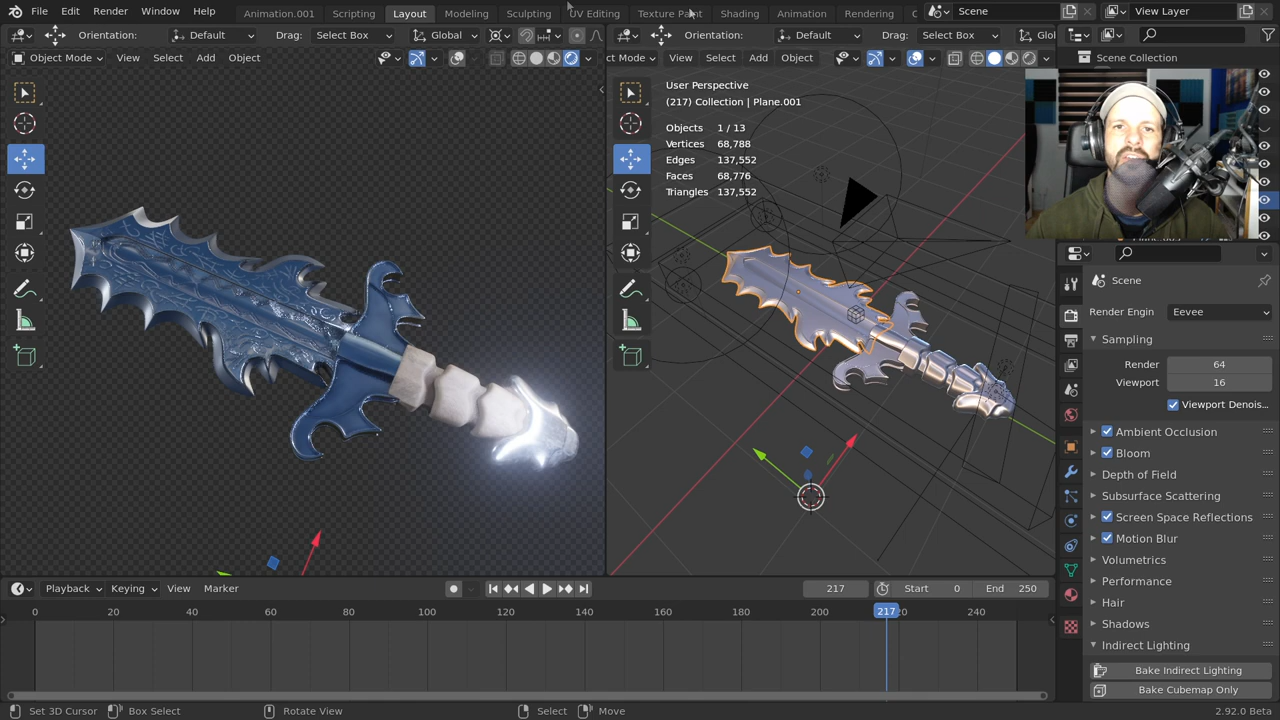 File Edit Render Window Help
Animation.001 Scripting Layout Modeling Sculpting UV Editing Texture Paint Shading Animation Rendering C
Scene
View Layer
Orientation: Default Drag: Select Box Global
Orientation: Default Drag: Select Box Glol
Object Mode View Select Add Object
ct Mode View Select Add Object
Scene Collection
User Perspective
(217) Collection | Plane.001
Objects 1 / 13
Vertices 68,788
Edges 137,552
Faces 68,776
Triangles 137,552
Scene
Render Engin Eevee
Sampling
Render 64
Viewport 16
Viewport Denois...
Ambient Occlusion
Bloom
Depth of Field
Subsurface Scattering
Screen Space Reflections
Motion Blur
Volumetrics
Performance
Hair
Shadows
Indirect Lighting
Bake Indirect Lighting
Bake Cubemap Only
Playback Keying View Marker
217 Start 0 End 250
0 20 40 60 80 100 120 140 160 180 200 217 20 240
Set 3D Cursor Box Select Rotate View Select Move 2.92.0 Beta